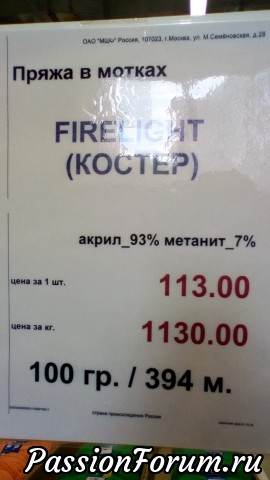 ОАО "МШФ" Россия, 107023, г.Москва, ул. М.Семёновская, д.28
Пряжа в мотках
FIRELIGHT
(КОСТЕР)
акрил_93% метанит_7%
цена за 1 шт. 113.00
цена за кг. 1130.00
100 гр. / 394 м.
страна происхождения Россия
PassionForum.ru